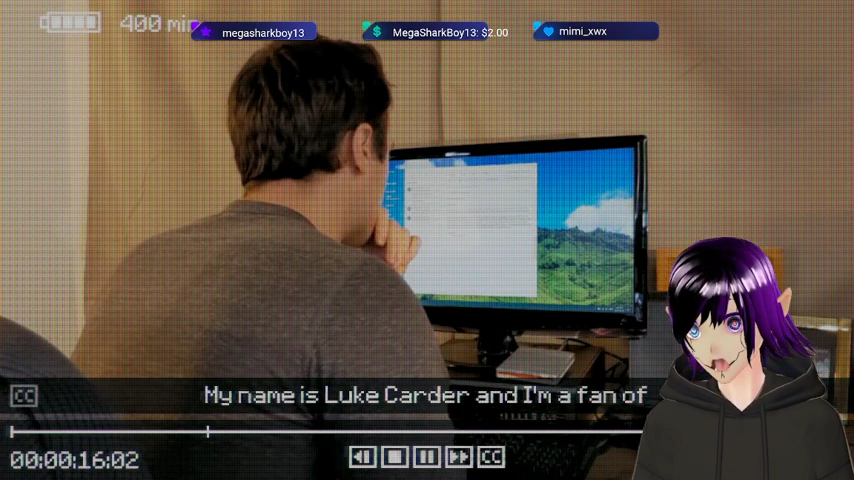 400 min
megasharkboy13
MegaSharkBoy13: $2.00
mimi_xwx
CC
My name is Luke Carder and I'm a fan of
00:00:16:02
CC